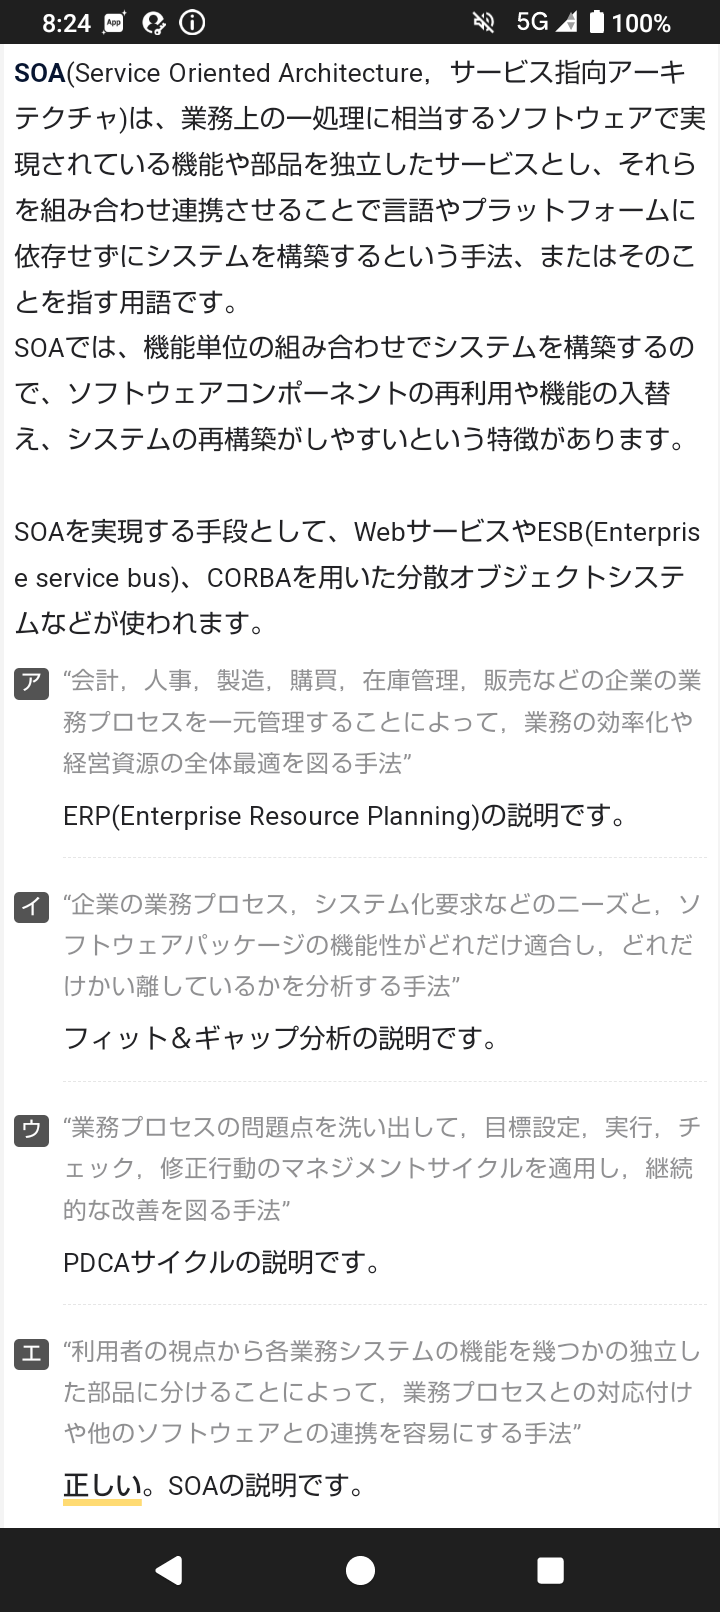 8:24 App 5G 100%
SOA(Service Oriented Architecture，サービス指向アーキ
テクチャ)は、業務上の一処理に相当するソフトウェアで実
現されている機能や部品を独立したサービスとし、それら
を組み合わせ連携させることで言語やプラットフォームに
依存せずにシステムを構築するという手法、またはそのこ
とを指す用語です。
SOAでは、機能単位の組み合わせでシステムを構築するの
で、ソフトウェアコンポーネントの再利用や機能の入替
え、システムの再構築がしやすいという特徴があります。
SOAを実現する手段として、WebサービスやESB(Enterpris
e service bus)、CORBAを用いた分散オブジェクトシステ
ムなどが使われます。
ア “会計，人事，製造，購買，在庫管理，販売などの企業の業
務プロセスを一元管理することによって，業務の効率化や
経営資源の全体最適を図る手法”
ERP(Enterprise Resource Planning)の説明です。
イ “企業の業務プロセス，システム化要求などのニーズと，ソ
フトウェアパッケージの機能性がどれだけ適合し，どれだ
けかい離しているかを分析する手法”
フィット＆ギャップ分析の説明です。
ウ “業務プロセスの問題点を洗い出して，目標設定，実行，チ
ェック，修正行動のマネジメントサイクルを適用し，継続
的な改善を図る手法”
PDCAサイクルの説明です。
エ “利用者の視点から各業務システムの機能を幾つかの独立し
た部品に分けることによって，業務プロセスとの対応付け
や他のソフトウェアとの連携を容易にする手法”
正しい。SOAの説明です。